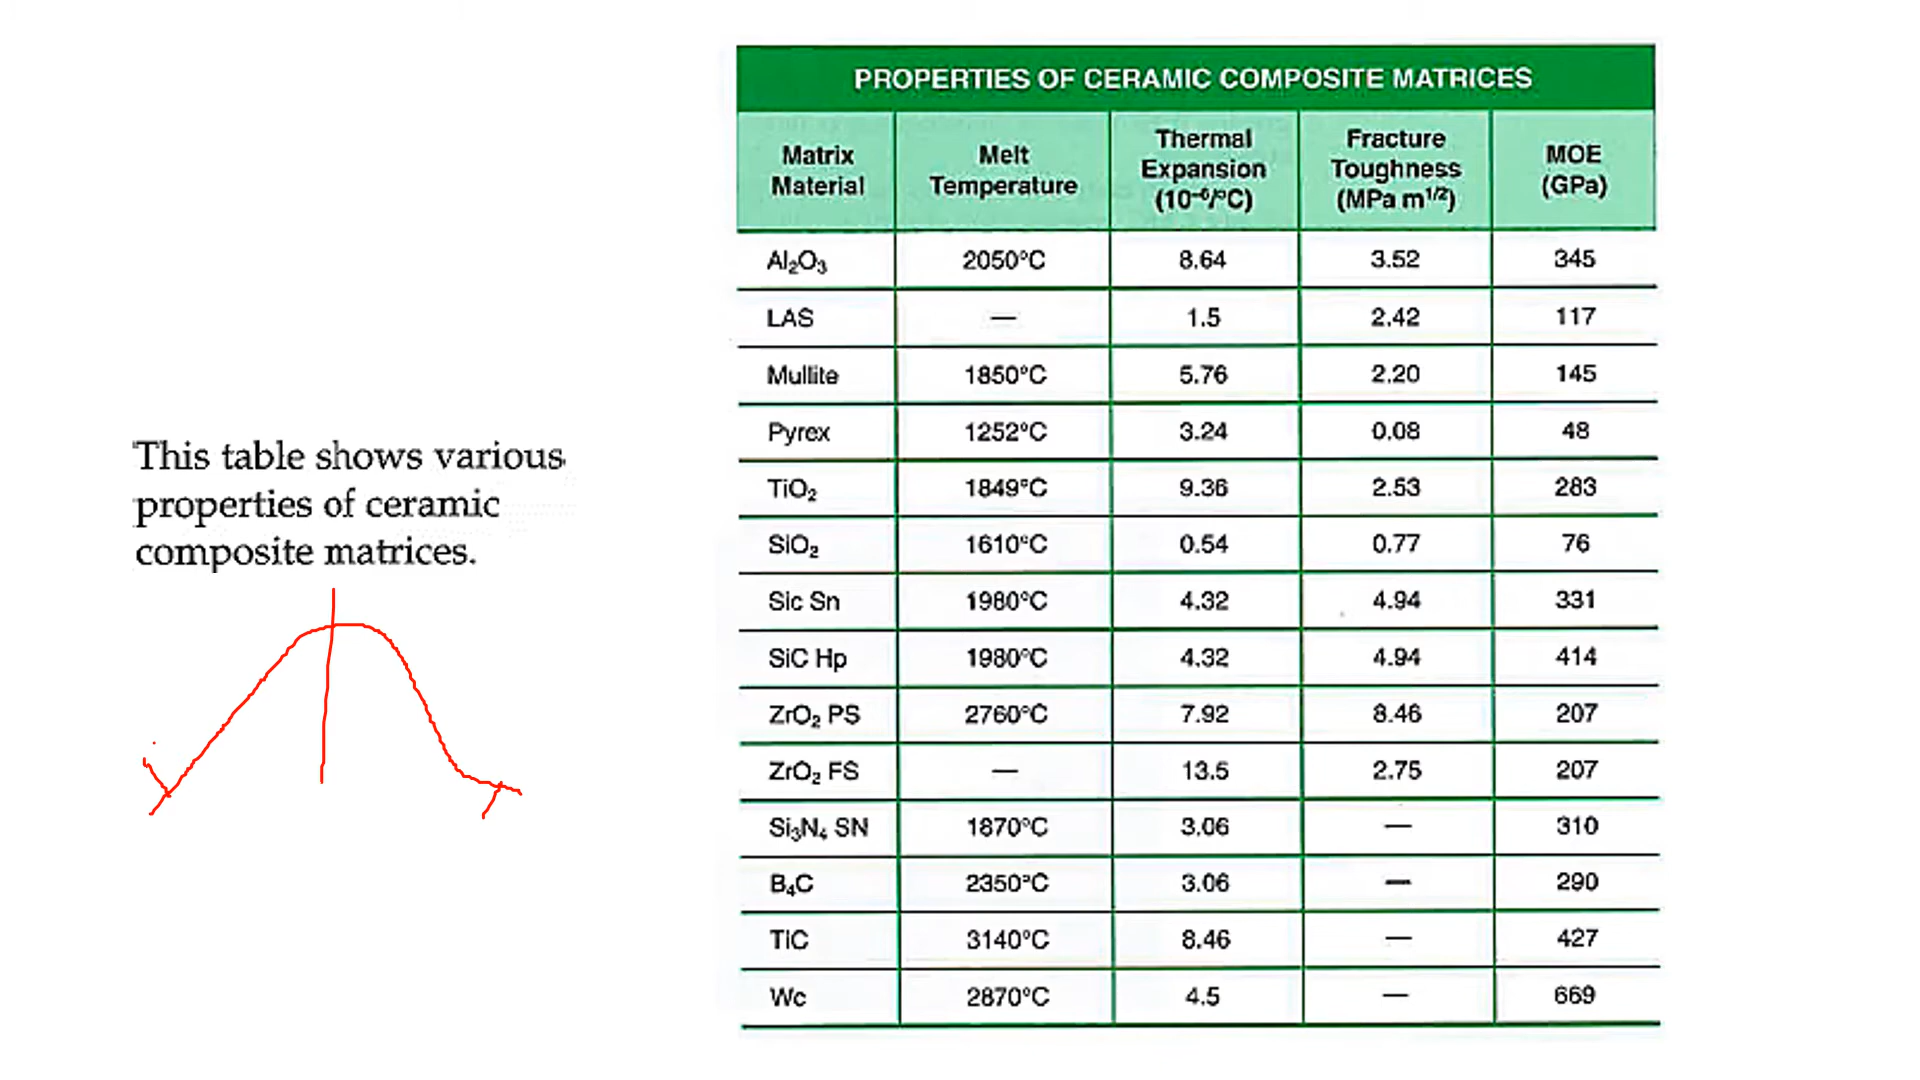 This table shows various
properties of ceramic
composite matrices.
PROPERTIES OF CERAMIC COMPOSITE MATRICES
Matrix Material Melt Temperature Thermal Expansion (10⁻⁶/°C) Fracture Toughness (MPa m¹/²) MOE (GPa)
Al₂O₃ 2050°C 8.64 3.52 345
LAS — 1.5 2.42 117
Mullite 1850°C 5.76 2.20 145
Pyrex 1252°C 3.24 0.08 48
TiO₂ 1849°C 9.36 2.53 283
SiO₂ 1610°C 0.54 0.77 76
Sic Sn 1980°C 4.32 4.94 331
SiC Hp 1980°C 4.32 4.94 414
ZrO₂ PS 2760°C 7.92 8.46 207
ZrO₂ FS — 13.5 2.75 207
Si₃N₄ SN 1870°C 3.06 — 310
B₄C 2350°C 3.06 — 290
TiC 3140°C 8.46 — 427
Wc 2870°C 4.5 — 669